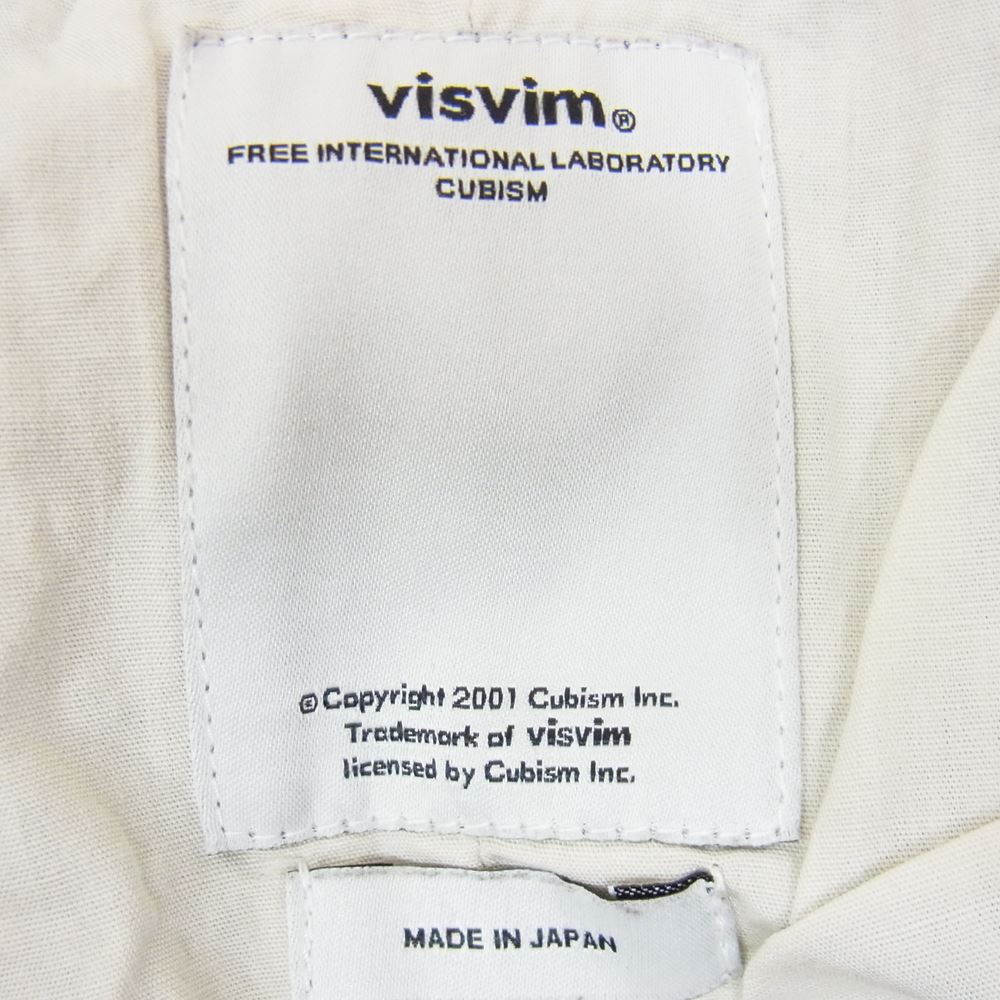 visvim®
FREE INTERNATIONAL LABORATORY
CUBISM
©Copyright 2001 Cubism Inc.
Trademark of visvim
licensed by Cubism Inc.
MADE IN JAPAN